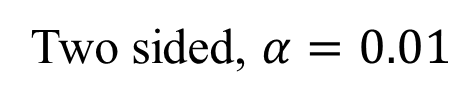 Two sided, α = 0.01